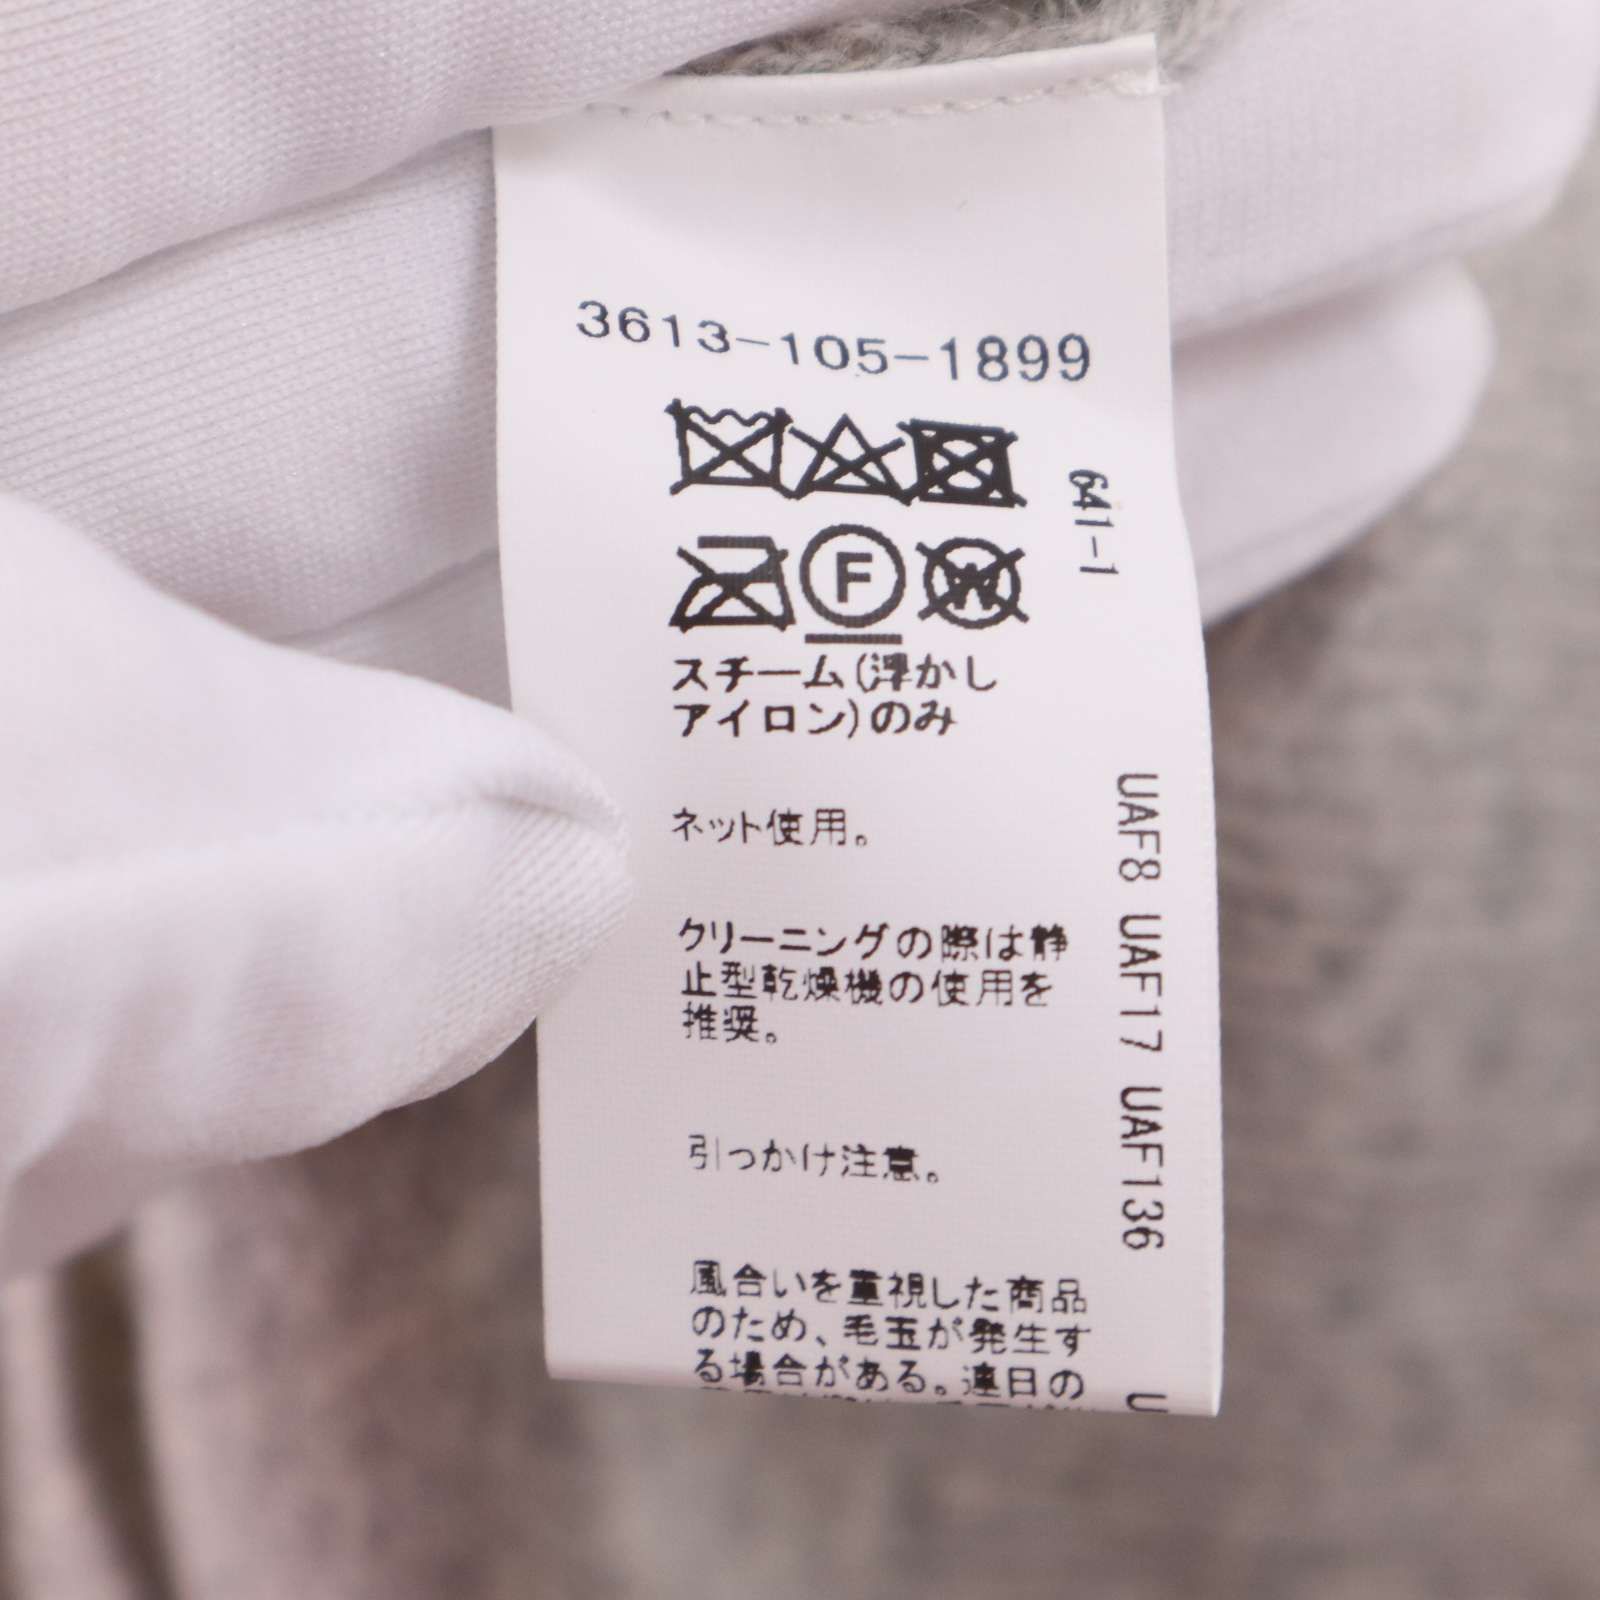 3613-105-1899
641-1
W
F
スチーム(浮かし
アイロン)のみ
ネット使用。
クリーニングの際は静
止型乾燥機の使用を
推奨。
引っかけ注意。
風合いを重視した商品
のため、毛玉が発生す
る場合がある。連日の
UAF8 UAF17 UAF136